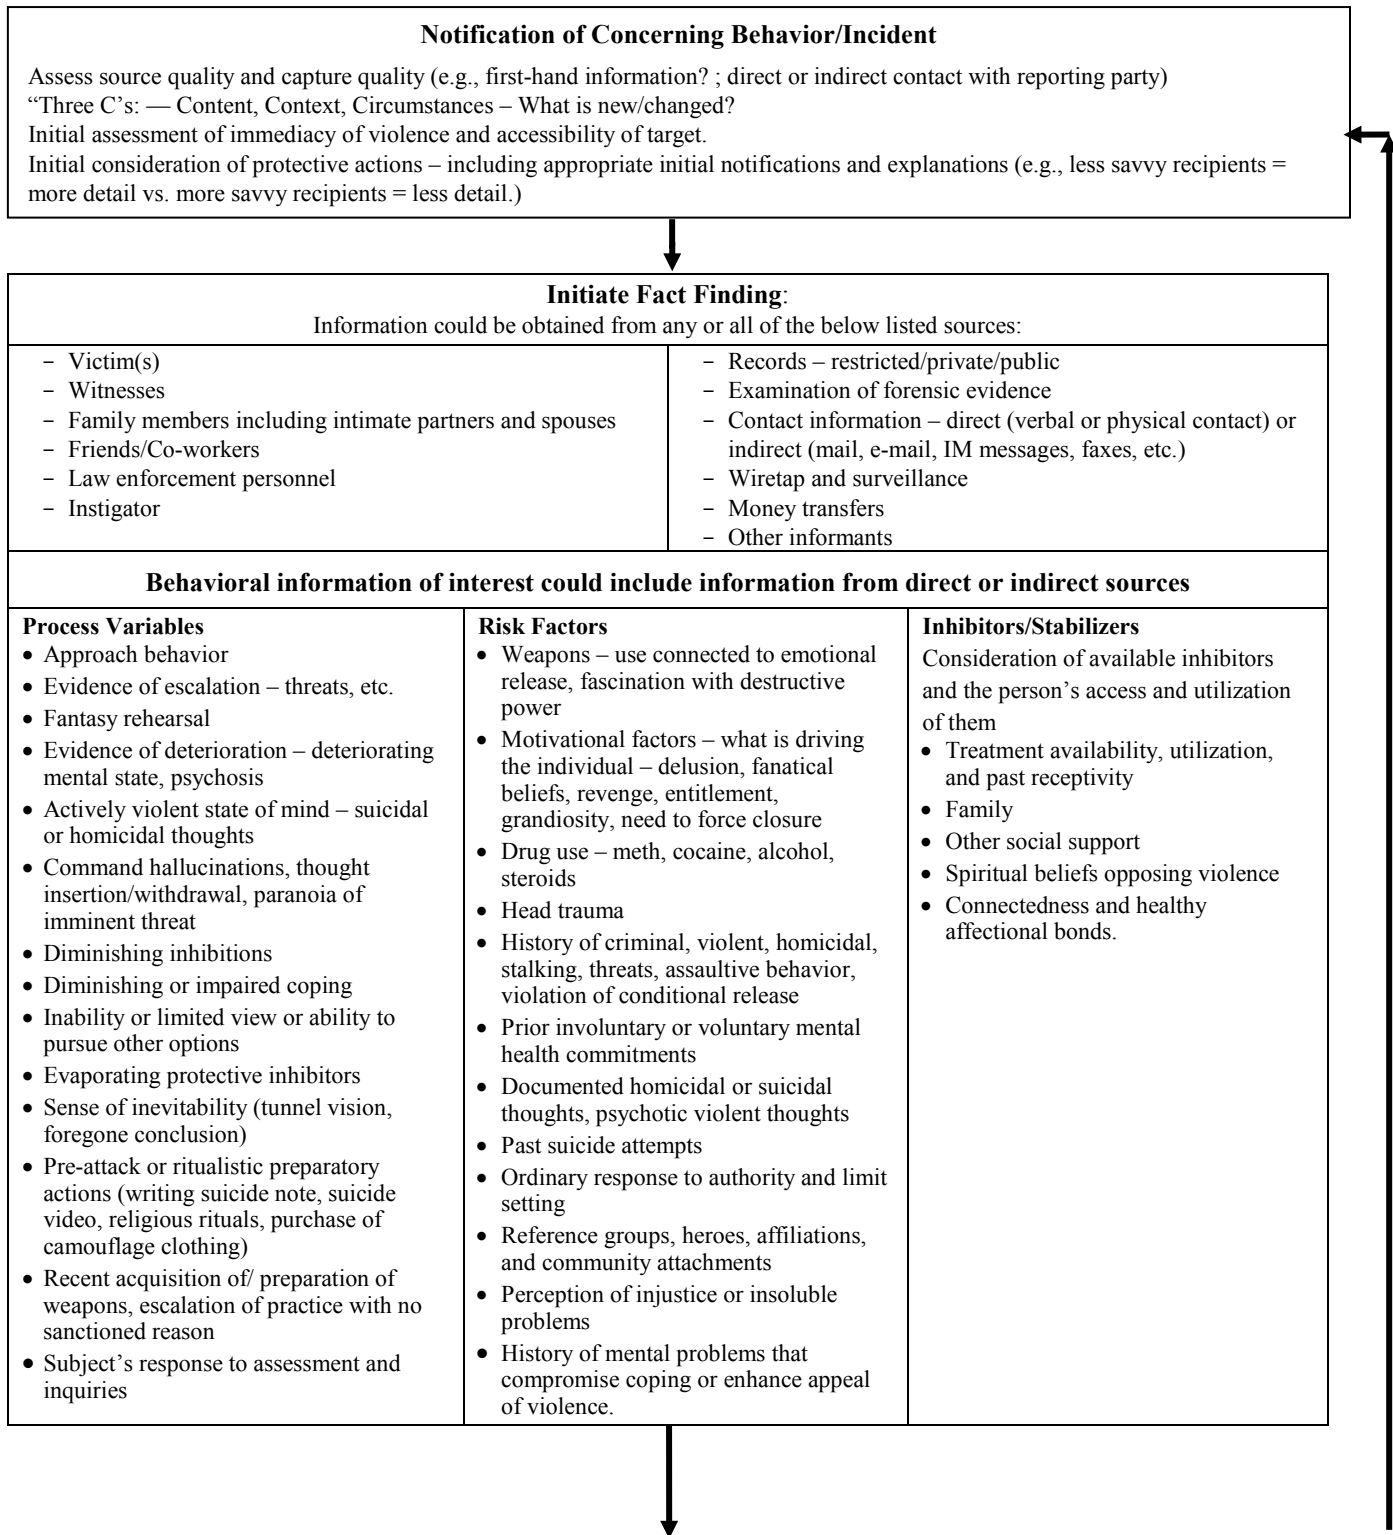 Notification of Concerning Behavior/Incident
Assess source quality and capture quality (e.g., first-hand information? ; direct or indirect contact with reporting party)
“Three C's: — Content, Context, Circumstances – What is new/changed?
Initial assessment of immediacy of violence and accessibility of target.
Initial consideration of protective actions – including appropriate initial notifications and explanations (e.g., less savvy recipients =
more detail vs. more savvy recipients = less detail.)
Initiate Fact Finding:
Information could be obtained from any or all of the below listed sources:
– Victim(s)
– Witnesses
– Family members including intimate partners and spouses
– Friends/Co-workers
– Law enforcement personnel
– Instigator
– Records – restricted/private/public
– Examination of forensic evidence
– Contact information – direct (verbal or physical contact) or
indirect (mail, e-mail, IM messages, faxes, etc.)
– Wiretap and surveillance
– Money transfers
– Other informants
Behavioral information of interest could include information from direct or indirect sources
Process Variables
• Approach behavior
• Evidence of escalation – threats, etc.
• Fantasy rehearsal
• Evidence of deterioration – deteriorating
mental state, psychosis
• Actively violent state of mind – suicidal
or homicidal thoughts
• Command hallucinations, thought
insertion/withdrawal, paranoia of
imminent threat
• Diminishing inhibitions
• Diminishing or impaired coping
• Inability or limited view or ability to
pursue other options
• Evaporating protective inhibitors
• Sense of inevitability (tunnel vision,
foregone conclusion)
• Pre-attack or ritualistic preparatory
actions (writing suicide note, suicide
video, religious rituals, purchase of
camouflage clothing)
• Recent acquisition of/ preparation of
weapons, escalation of practice with no
sanctioned reason
• Subject's response to assessment and
inquiries
Risk Factors
• Weapons – use connected to emotional
release, fascination with destructive
power
• Motivational factors – what is driving
the individual – delusion, fanatical
beliefs, revenge, entitlement,
grandiosity, need to force closure
• Drug use – meth, cocaine, alcohol,
steroids
• Head trauma
• History of criminal, violent, homicidal,
stalking, threats, assaultive behavior,
violation of conditional release
• Prior involuntary or voluntary mental
health commitments
• Documented homicidal or suicidal
thoughts, psychotic violent thoughts
• Past suicide attempts
• Ordinary response to authority and limit
setting
• Reference groups, heroes, affiliations,
and community attachments
• Perception of injustice or insoluble
problems
• History of mental problems that
compromise coping or enhance appeal
of violence.
Inhibitors/Stabilizers
Consideration of available inhibitors
and the person's access and utilization
of them
• Treatment availability, utilization,
and past receptivity
• Family
• Other social support
• Spiritual beliefs opposing violence
• Connectedness and healthy
affectional bonds.